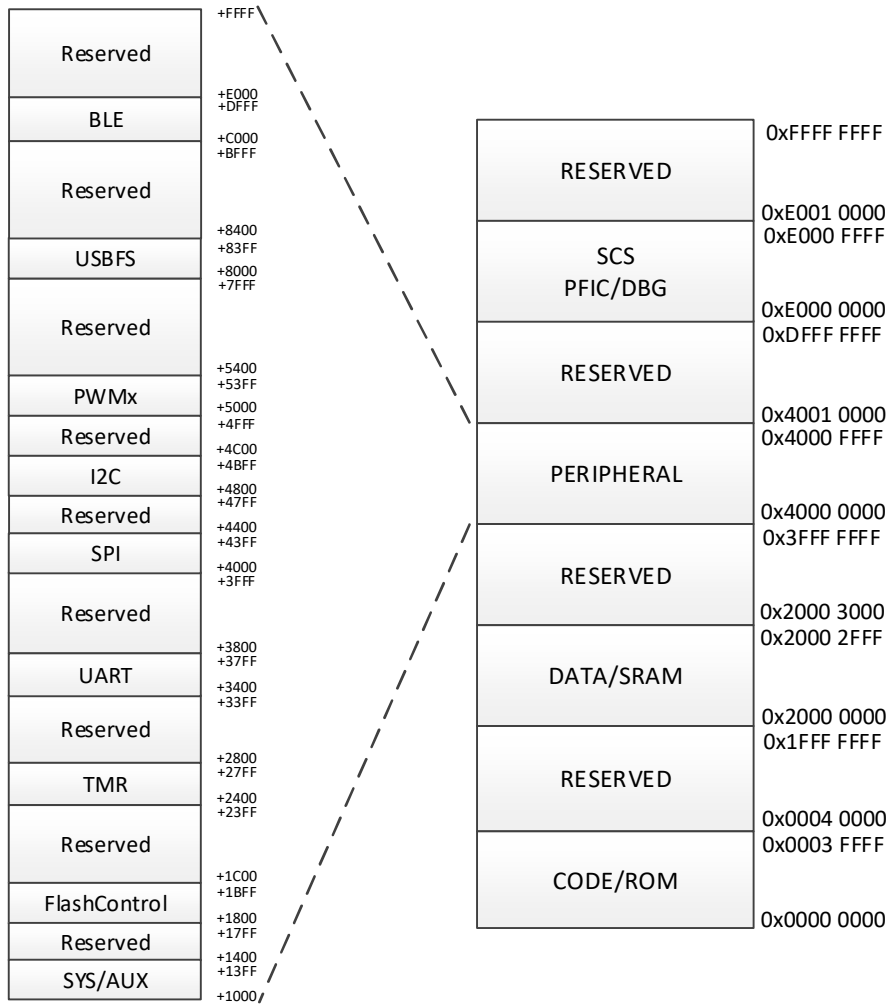 Reserved
BLE
Reserved
USBFS
Reserved
PWMx
Reserved
I2C
Reserved
SPI
Reserved
UART
Reserved
TMR
Reserved
FlashControl
Reserved
SYS/AUX
+FFFF
+E000
+DFFF
+C000
+BFFF
+8400
+83FF
+8000
+7FFF
+5400
+53FF
+5000
+4FFF
+4C00
+4BFF
+4800
+47FF
+4400
+43FF
+4000
+3FFF
+3800
+37FF
+3400
+33FF
+2800
+27FF
+2400
+23FF
+1C00
+1BFF
+1800
+17FF
+1400
+13FF
+1000
RESERVED
SCS
PFIC/DBG
RESERVED
PERIPHERAL
RESERVED
DATA/SRAM
RESERVED
CODE/ROM
0xFFFF FFFF
0xE001 0000
0xE000 FFFF
0xE000 0000
0xDFFF FFFF
0x4001 0000
0x4000 FFFF
0x4000 0000
0x3FFF FFFF
0x2000 3000
0x2000 2FFF
0x2000 0000
0x1FFF FFFF
0x0004 0000
0x0003 FFFF
0x0000 0000